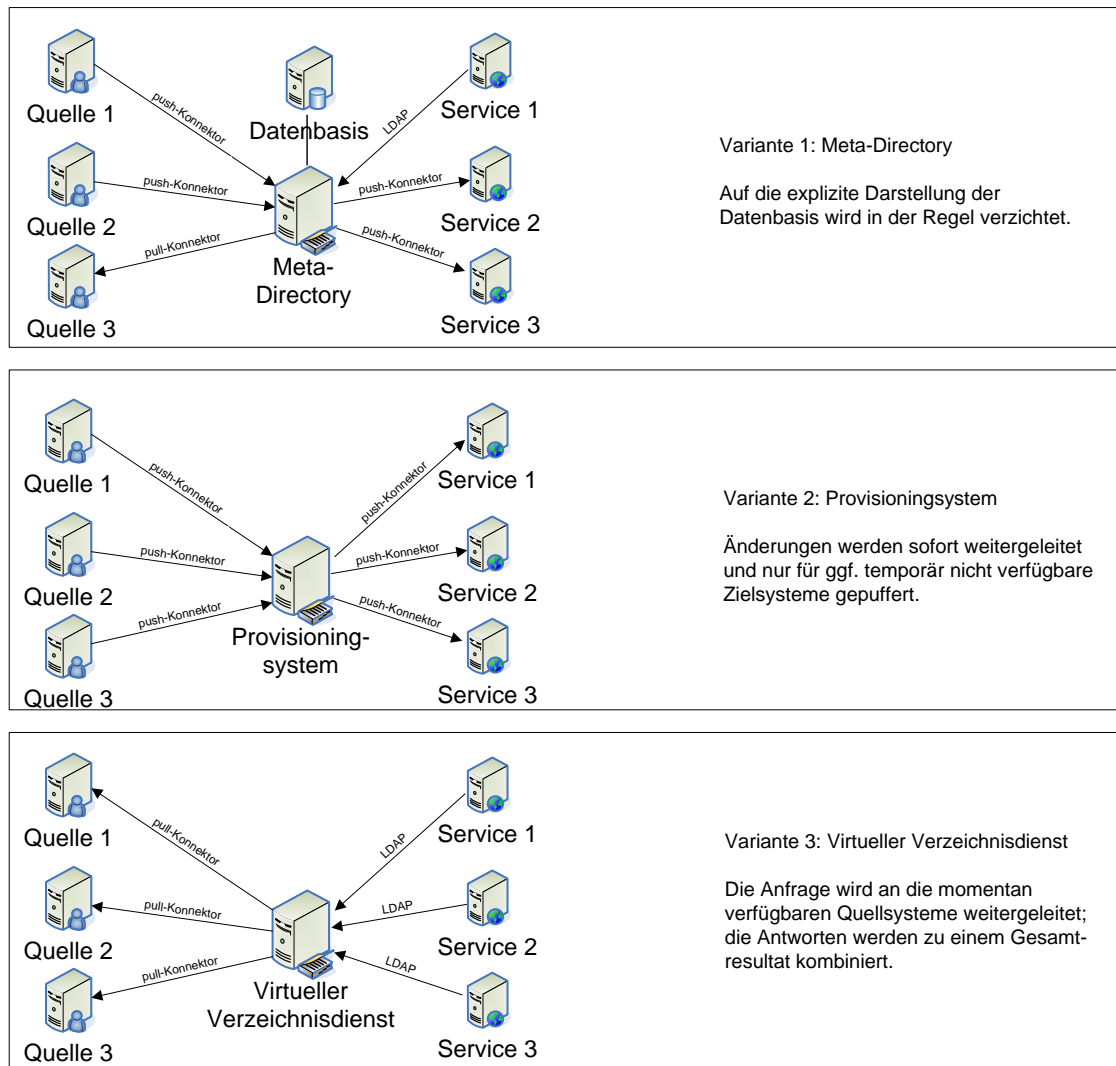 Quelle 1
push-Konnektor
Datenbasis
LDAP
Service 1
Quelle 2
push-Konnektor
push-Konnektor
Service 2
Quelle 3
pull-Konnektor
Meta-
Directory
push-Konnektor
Service 3
Variante 1: Meta-Directory
Auf die explizite Darstellung der
Datenbasis wird in der Regel verzichtet.
Quelle 1
push-Konnektor
push-Konnektor
Service 1
Quelle 2
push-Konnektor
push-Konnektor
Service 2
Quelle 3
push-Konnektor
Provisioning-
system
push-Konnektor
Service 3
Variante 2: Provisioningsystem
Änderungen werden sofort weitergeleitet
und nur für ggf. temporär nicht verfügbare
Zielsysteme gepuffert.
Quelle 1
pull-Konnektor
LDAP
Service 1
Quelle 2
pull-Konnektor
LDAP
Service 2
Quelle 3
pull-Konnektor
Virtueller
Verzeichnisdienst
LDAP
Service 3
Variante 3: Virtueller Verzeichnisdienst
Die Anfrage wird an die momentan
verfügbaren Quellsysteme weitergeleitet;
die Antworten werden zu einem Gesamt-
resultat kombiniert.